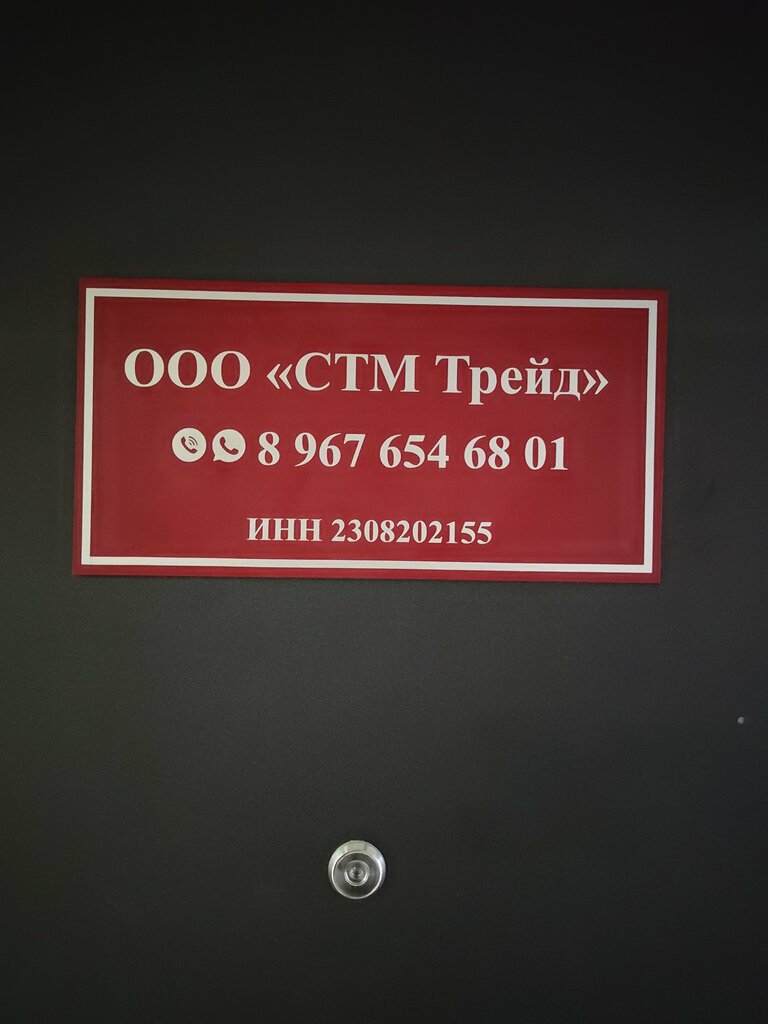 ООО «СТМ Трейд»
8 967 654 68 01
ИНН 2308202155